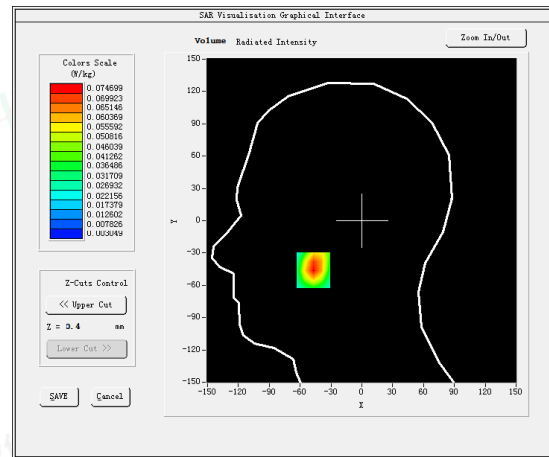 SAR Visualisation Graphical Interface
Volume Radiated Intensity
Zoom In/Out
Colors Scale
(W/kg)
0.074699
0.069923
0.065146
0.060369
0.055592
0.050816
0.046039
0.041262
0.036486
0.031709
0.026932
0.022156
0.017379
0.012602
0.007826
0.003049
Z-Cuts Control
<< Upper Cut
Z = 3.4 mm
Lower Cut >>
SAVE Cancel
150
120
90
60
30
0
-30
-60
-90
-120
-150
Y
-150 -120 -90 -60 -30 0 30 60 90 120 150
X